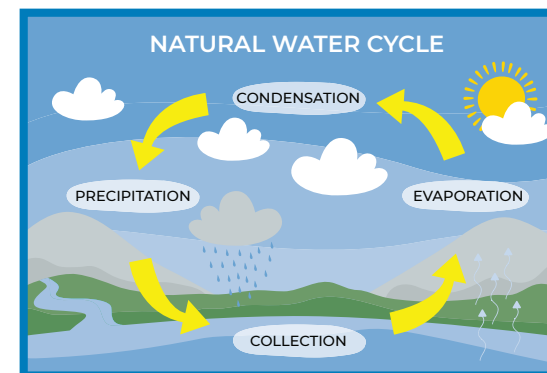 NATURAL WATER CYCLE
CONDENSATION
PRECIPITATION
EVAPORATION
COLLECTION